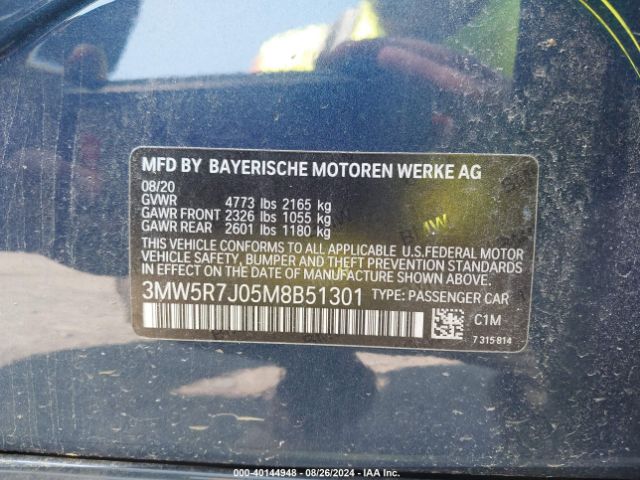 MFD BY BAYERISCHE MOTOREN WERKE AG
08/20
GVWR 4773 lbs 2165 kg
GAWR FRONT 2326 lbs 1055 kg
GAWR REAR 2601 lbs 1180 kg
THIS VEHICLE CONFORMS TO ALL APPLICABLE U.S.FEDERAL MOTOR
VEHICLE SAFETY, BUMPER AND THEFT PREVENTION STANDARDS
IN EFFECT ON THE DATE OF MANUFACTURE SHOWN ABOVE.
3MW5R7J05M8B51301 TYPE: PASSENGER CAR
C1M
7 315 814
BMW
000-40144948 - 08/26/2024 - IAA Inc.